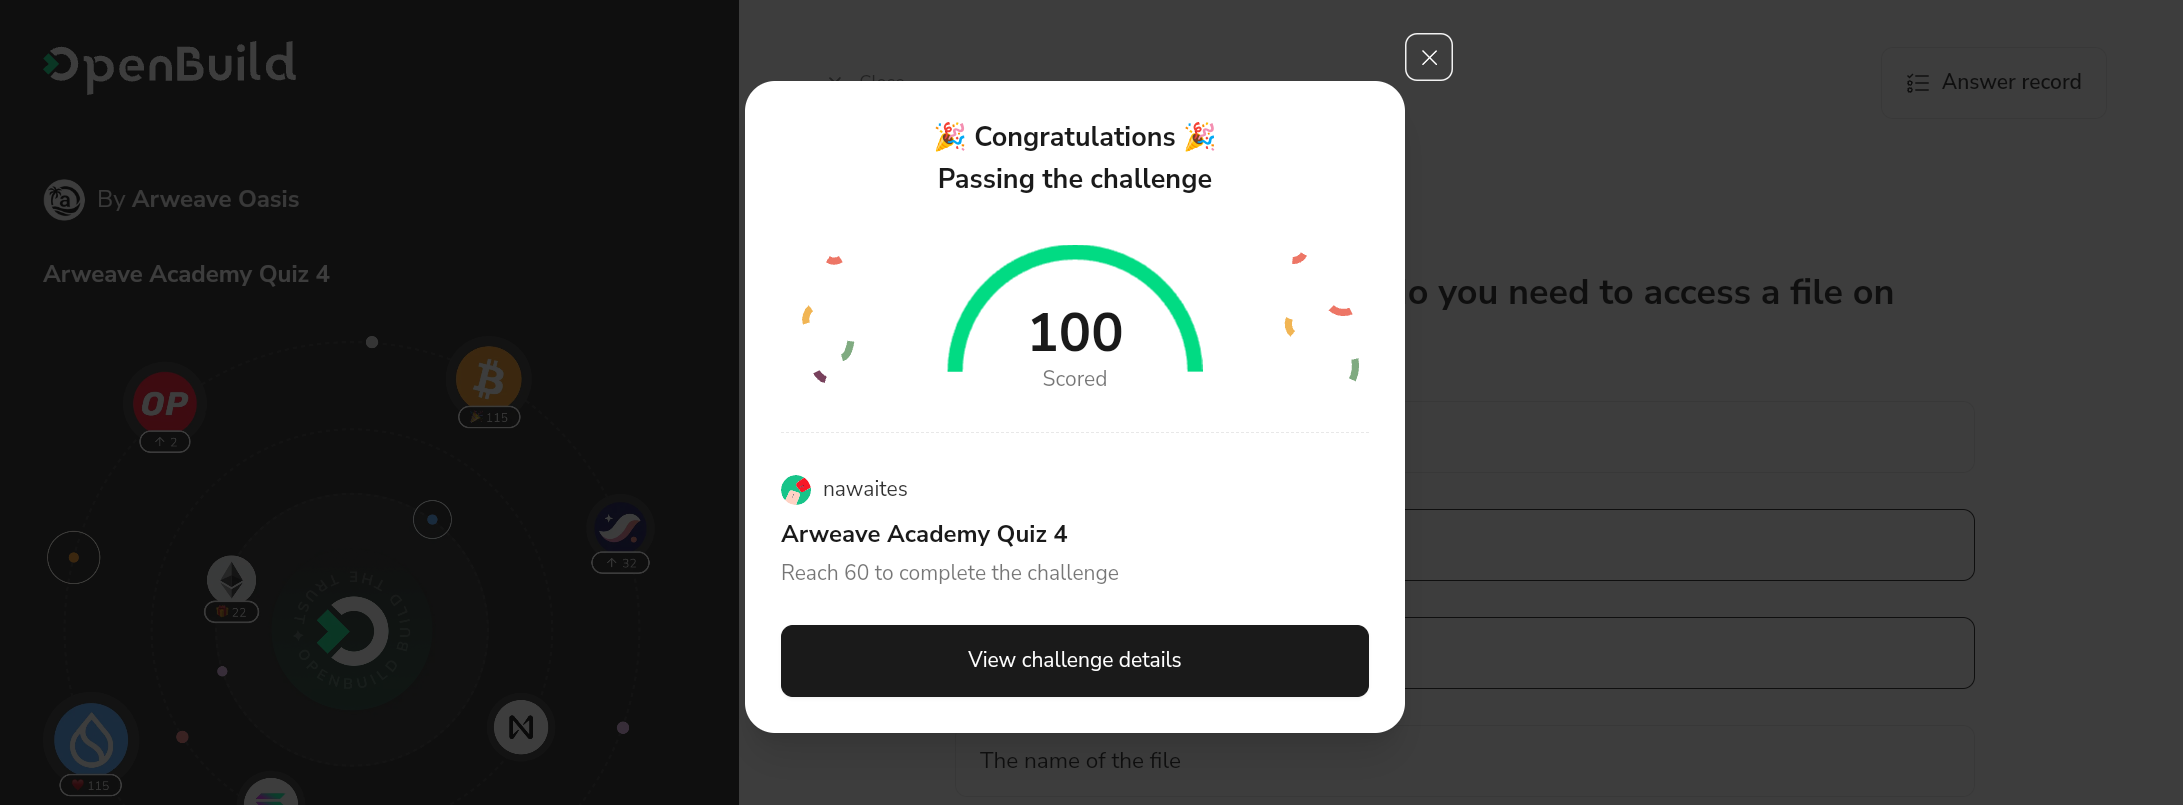 OpenBuild
By Arweave Oasis
Arweave Academy Quiz 4
OP
↑ 2
115
↑ 32
22
BUILD THE TRUST ✦ OPENBUILD
115
Close
Answer record
🎉 Congratulations 🎉
Passing the challenge
100
Scored
nawaites
Arweave Academy Quiz 4
Reach 60 to complete the challenge
View challenge details
o you need to access a file on
The name of the file